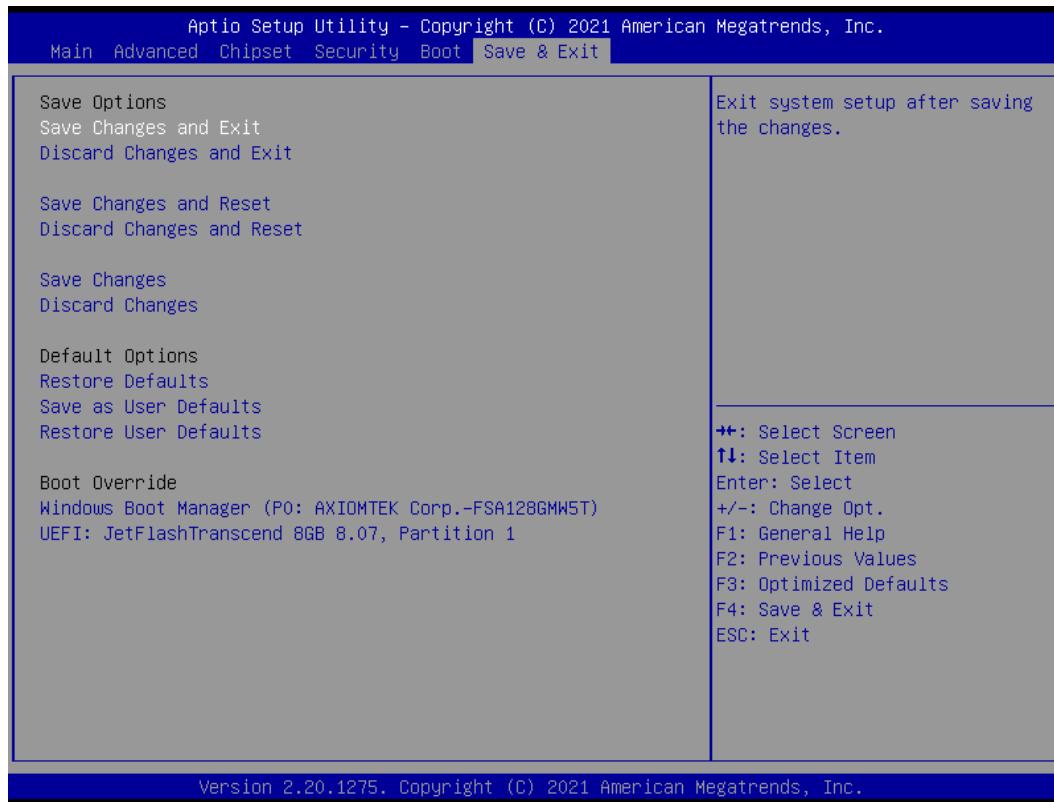 Aptio Setup Utility – Copyright (C) 2021 American Megatrends, Inc.
Main Advanced Chipset Security Boot Save & Exit
Save Options
Save Changes and Exit
Discard Changes and Exit
Save Changes and Reset
Discard Changes and Reset
Save Changes
Discard Changes
Default Options
Restore Defaults
Save as User Defaults
Restore User Defaults
Boot Override
Windows Boot Manager (P0: AXIOMTEK Corp.-FSA128GMW5T)
UEFI: JetFlashTranscend 8GB 8.07, Partition 1
Exit system setup after saving
the changes.
→←: Select Screen
↑↓: Select Item
Enter: Select
+/-: Change Opt.
F1: General Help
F2: Previous Values
F3: Optimized Defaults
F4: Save & Exit
ESC: Exit
Version 2.20.1275. Copyright (C) 2021 American Megatrends, Inc.